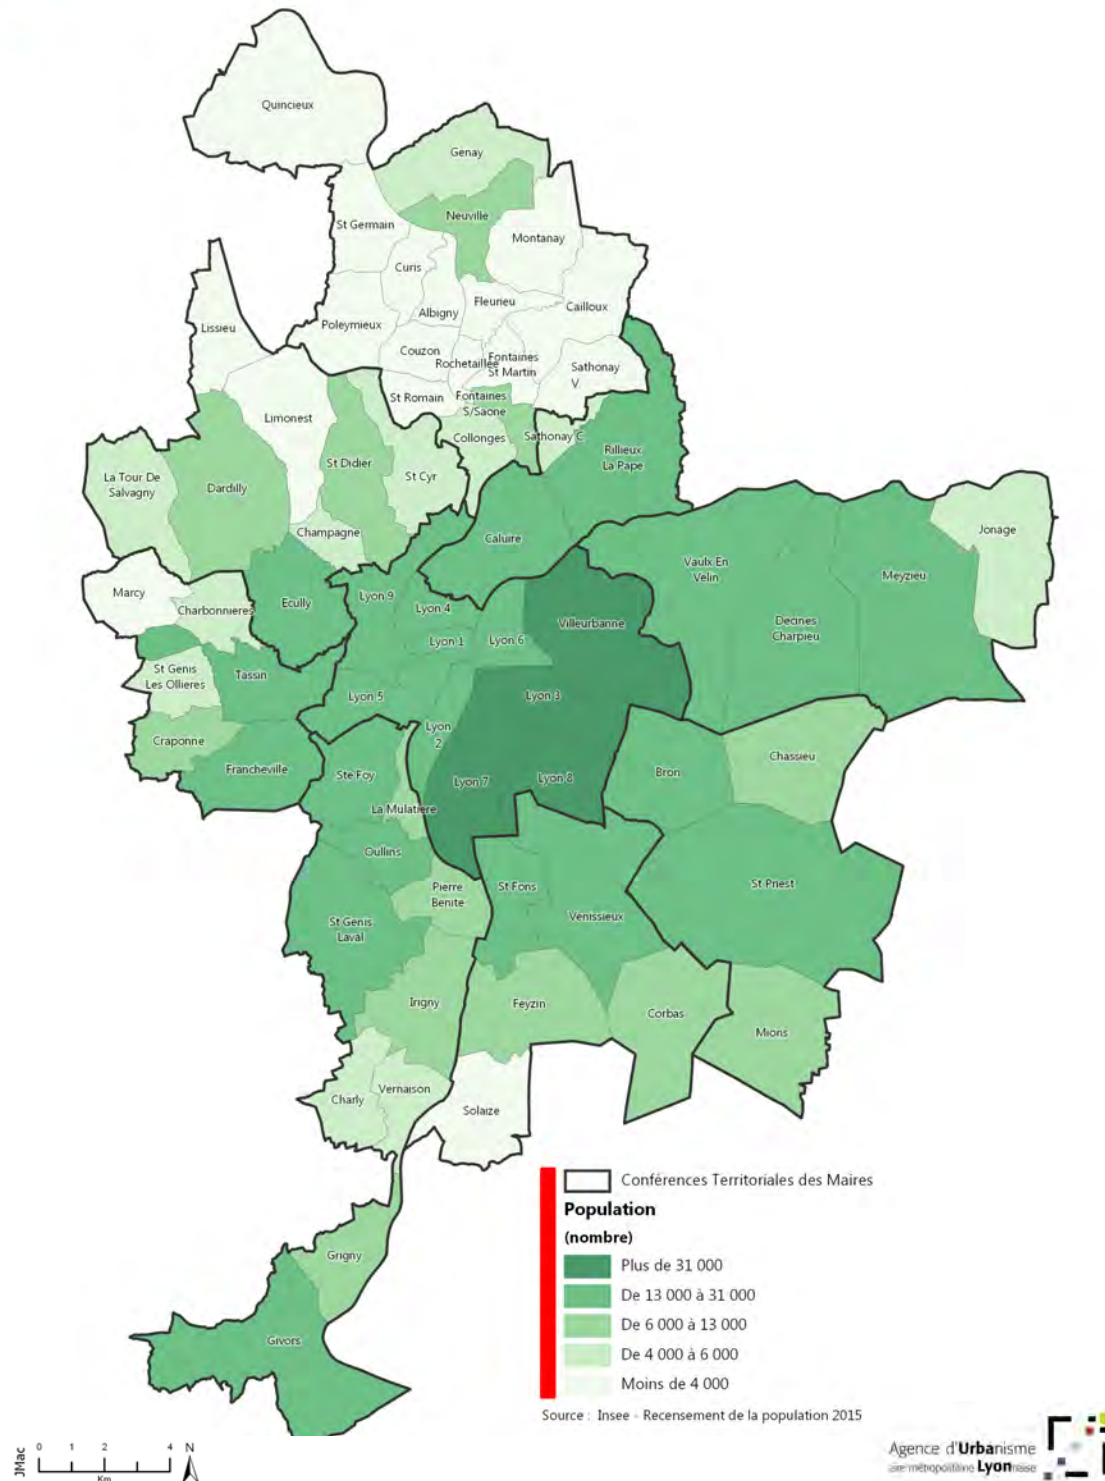 Quincieux
Genay
Neuville
St Germain
Montanay
Curis
Fleurieu
Cailloux
Albigny
Lissieu
Poleymieux
Couzon
Rochetaillée
Fontaines
St Martin
Sathonay
V
St Romain
Fontaines
S/Saone
Limonest
Collonges
Sathonay C
Rillieux
La Pape
St Didier
St Cyr
La Tour De
Salvagny
Dardilly
Champagne
Jonage
Caluire
Vaulx En
Velin
Meyzieu
Marcy
Charbonnieres
Ecully
Lyon 9
Lyon 4
Villeurbanne
Decines
Charpieu
Lyon 1
Lyon 6
St Genis
Les Ollieres
Tassin
Lyon 5
Lyon 3
Craponne
Lyon
2
Francheville
Ste Foy
Lyon 7
Lyon 8
Bron
Chassieu
La Mulatiere
Oullins
Pierre
Benite
St Fons
St Priest
St Genis
Laval
Venissieux
Irigny
Feyzin
Corbas
Mions
Charly
Vernaison
Solaize
Grigny
Givors
Conférences Territoriales des Maires
Population
(nombre)
Plus de 31 000
De 13 000 à 31 000
De 6 000 à 13 000
De 4 000 à 6 000
Moins de 4 000
Source : Insee - Recensement de la population 2015
JMac
0 1 2 4
Km
N
Agence d'Urbanisme
aire métropolitaine Lyonnaise